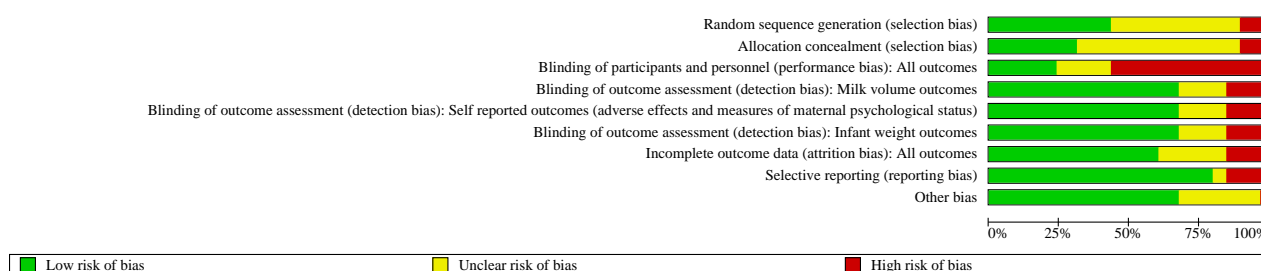 Random sequence generation (selection bias)
Allocation concealment (selection bias)
Blinding of participants and personnel (performance bias): All outcomes
Blinding of outcome assessment (detection bias): Milk volume outcomes
Blinding of outcome assessment (detection bias): Self reported outcomes (adverse effects and measures of maternal psychological status)
Blinding of outcome assessment (detection bias): Infant weight outcomes
Incomplete outcome data (attrition bias): All outcomes
Selective reporting (reporting bias)
Other bias
0% 25% 50% 75% 100%
Low risk of bias Unclear risk of bias High risk of bias